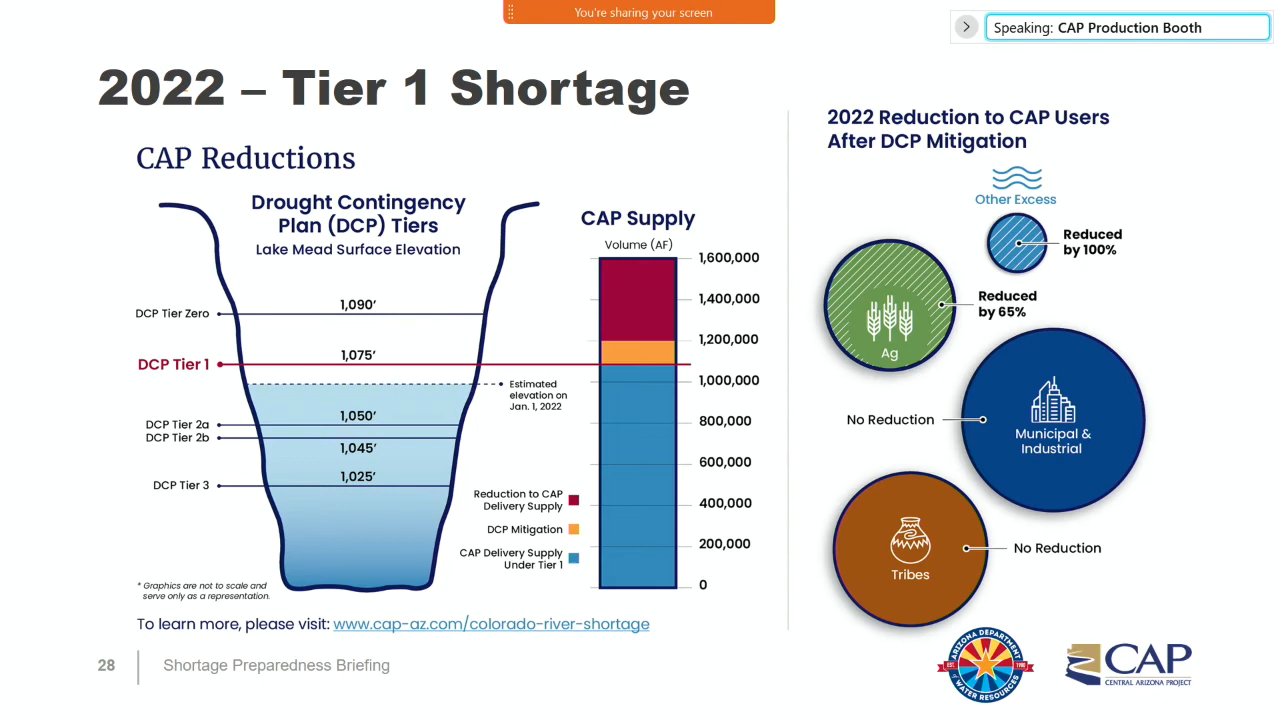 You're sharing your screen
Speaking: CAP Production Booth
2022 – Tier 1 Shortage
CAP Reductions
Drought Contingency
Plan (DCP) Tiers
Lake Mead Surface Elevation
DCP Tier Zero
1,090’
DCP Tier 1
1,075’
Estimated
elevation on
Jan. 1, 2022
DCP Tier 2a
1,050’
DCP Tier 2b
1,045’
DCP Tier 3
1,025’
* Graphics are not to scale and
serve only as a representation.
CAP Supply
Volume (AF)
1,600,000
1,400,000
1,200,000
1,000,000
800,000
600,000
400,000
200,000
0
Reduction to CAP
Delivery Supply
DCP Mitigation
CAP Delivery Supply
Under Tier 1
To learn more, please visit: www.cap-az.com/colorado-river-shortage
2022 Reduction to CAP Users
After DCP Mitigation
Other Excess
Reduced
by 100%
Reduced
by 65%
Ag
No Reduction
Municipal &
Industrial
Tribes
No Reduction
28
Shortage Preparedness Briefing
ARIZONA DEPARTMENT
of WATER RESOURCES
EST. 1980
CAP
CENTRAL ARIZONA PROJECT